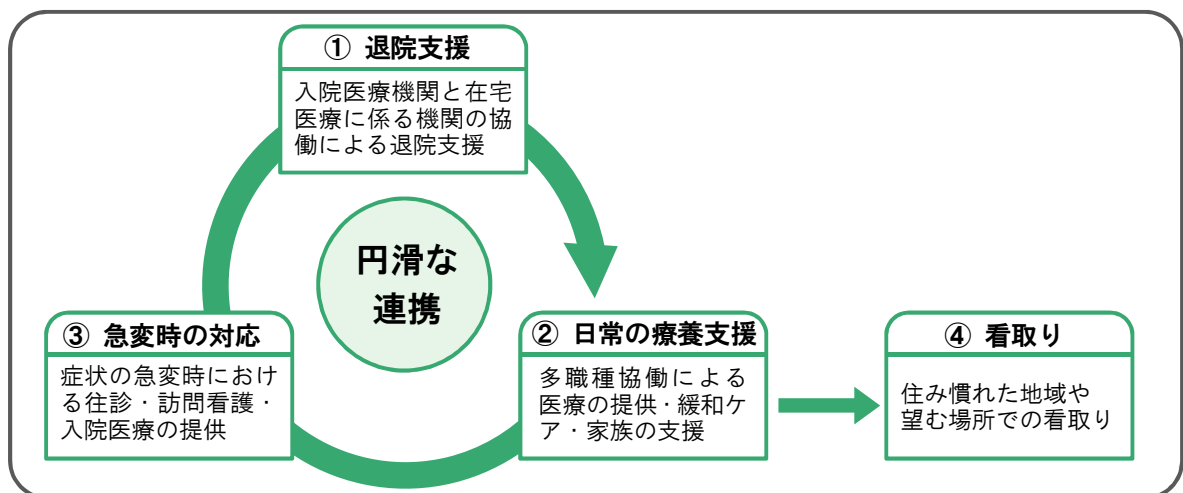 ① 退院支援
入院医療機関と在宅
医療に係る機関の協
働による退院支援
円滑な
連携
③ 急変時の対応
症状の急変時におけ
る往診・訪問看護・
入院医療の提供
② 日常の療養支援
多職種協働による
医療の提供・緩和ケ
ア・家族の支援
④ 看取り
住み慣れた地域や
望む場所での看取り